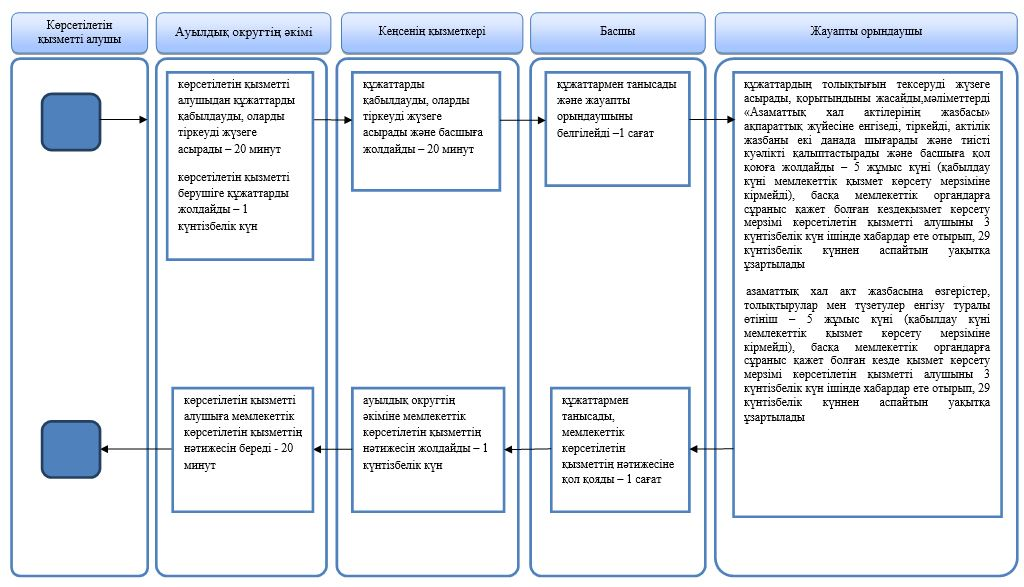 Көрсетілетін
қызметті алушы
Ауылдық округтің әкімі
Кеңсенің қызметкері
Басшы
Жауапты орындаушы
көрсетілетін қызметті
алушыдан құжаттарды
қабылдауды, оларды
тіркеуді жүзеге
асырады – 20 минут
көрсетілетін қызметті
берушіге құжаттарды
жолдайды – 1
күнтізбелік күн
құжаттарды
қабылдауды, оларды
тіркеуді жүзеге
асырады және басшыға
жолдайды – 20 минут
құжаттармен танысады
және жауапты
орындаушыны
белгілейді –1 сағат
құжаттардың толықтығын тексеруді жүзеге
асырады, қорытындыны жасайды,мәліметтерді
«Азаматтық хал актілерінің жазбасы»
ақпараттық жүйесіне енгізеді, тіркейді, актілік
жазбаны екі данада шығарады және тиісті
куәлікті қалыптастырады және басшыға қол
қоюға жолдайды – 5 жұмыс күні (қабылдау
күні мемлекеттік қызмет көрсету мерзіміне
кірмейді), басқа мемлекеттік органдарға
сұраныс қажет болған кездеқызмет көрсету
мерзімі көрсетілетін қызметті алушыны 3
күнтізбелік күн ішінде хабардар ете отырып, 29
күнтізбелік күннен аспайтын уақытқа
ұзартылады
азаматтық хал акт жазбасына өзгерістер,
толықтырулар мен түзетулер енгізу туралы
өтініш – 5 жұмыс күні (қабылдау күні
мемлекеттік қызмет көрсету мерзіміне
кірмейді), басқа мемлекеттік органдарға
сұраныс қажет болған кезде қызмет көрсету
мерзімі көрсетілетін қызметті алушыны 3
күнтізбелік күн ішінде хабардар ете отырып, 29
күнтізбелік күннен аспайтын уақытқа
ұзартылады
көрсетілетін қызметті
алушыға мемлекеттік
көрсетілетін қызметтің
нәтижесін береді - 20
минут
ауылдық округтің
әкіміне мемлекеттік
көрсетілетін қызметтің
нәтижесін жолдайды – 1
күнтізбелік күн
құжаттармен
танысады,
мемлекеттік
көрсетілетін
қызметтің нәтижесіне
қол қояды – 1 сағат